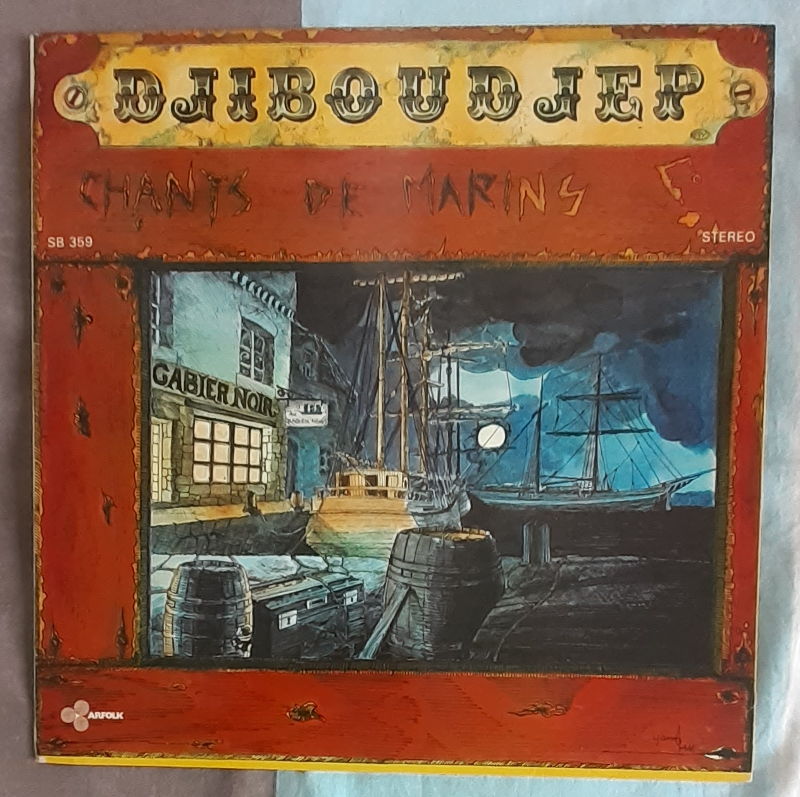 DJIBOUDJEP
CHANTS DE MARINS
SB 359
STEREO
GABIER NOIR
ARFOLK